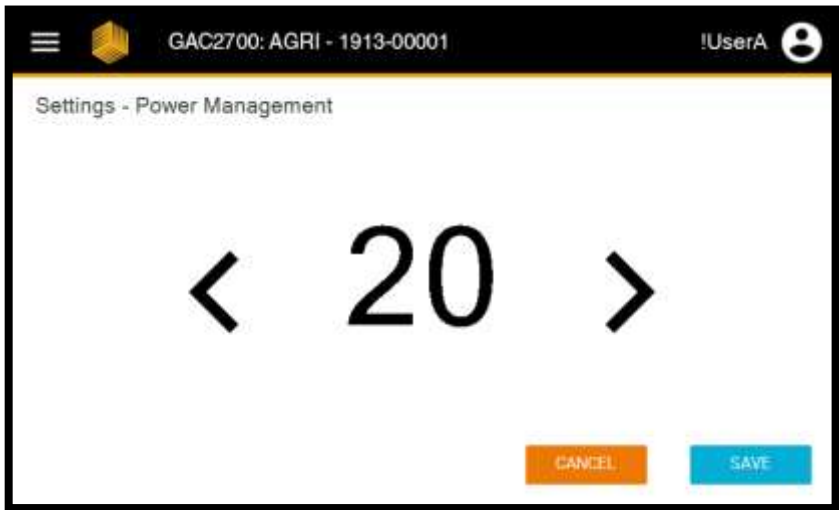 GAC2700: AGRI - 1913-00001 !UserA
Settings - Power Management
20
CANCEL SAVE